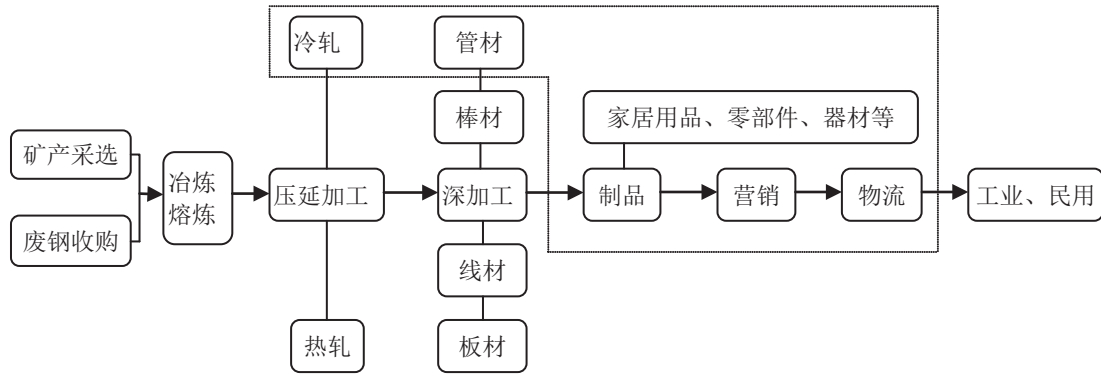 冷轧
管材
棒材
家居用品、零部件、器材等
矿产采选
废钢收购
冶炼
熔炼
压延加工
深加工
制品
营销
物流
工业、民用
线材
热轧
板材